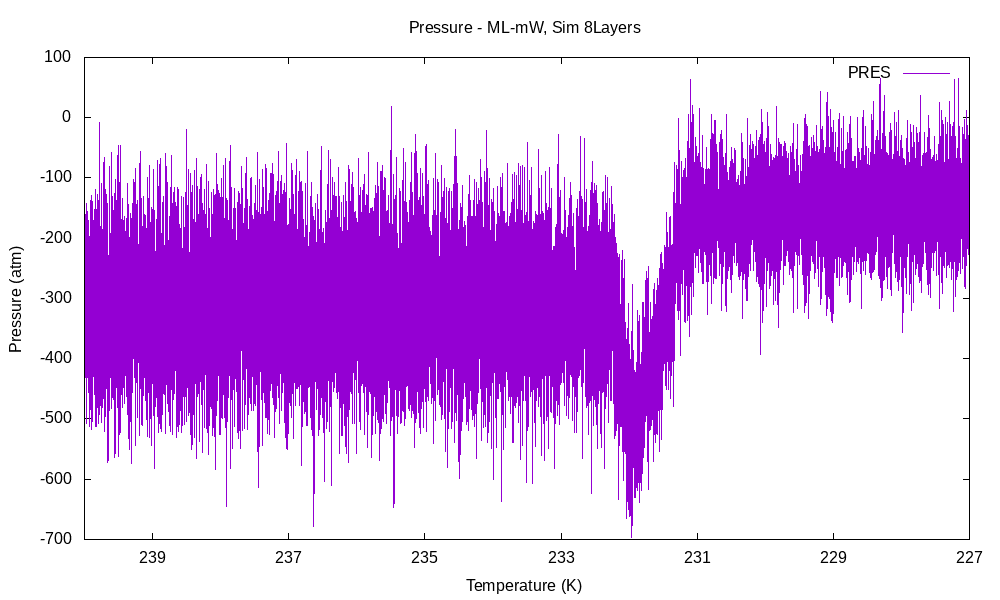 Pressure - ML-mW, Sim 8Layers
PRES
100
0
-100
-200
-300
-400
-500
-600
-700
Pressure (atm)
239 237 235 233 231 229 227
Temperature (K)